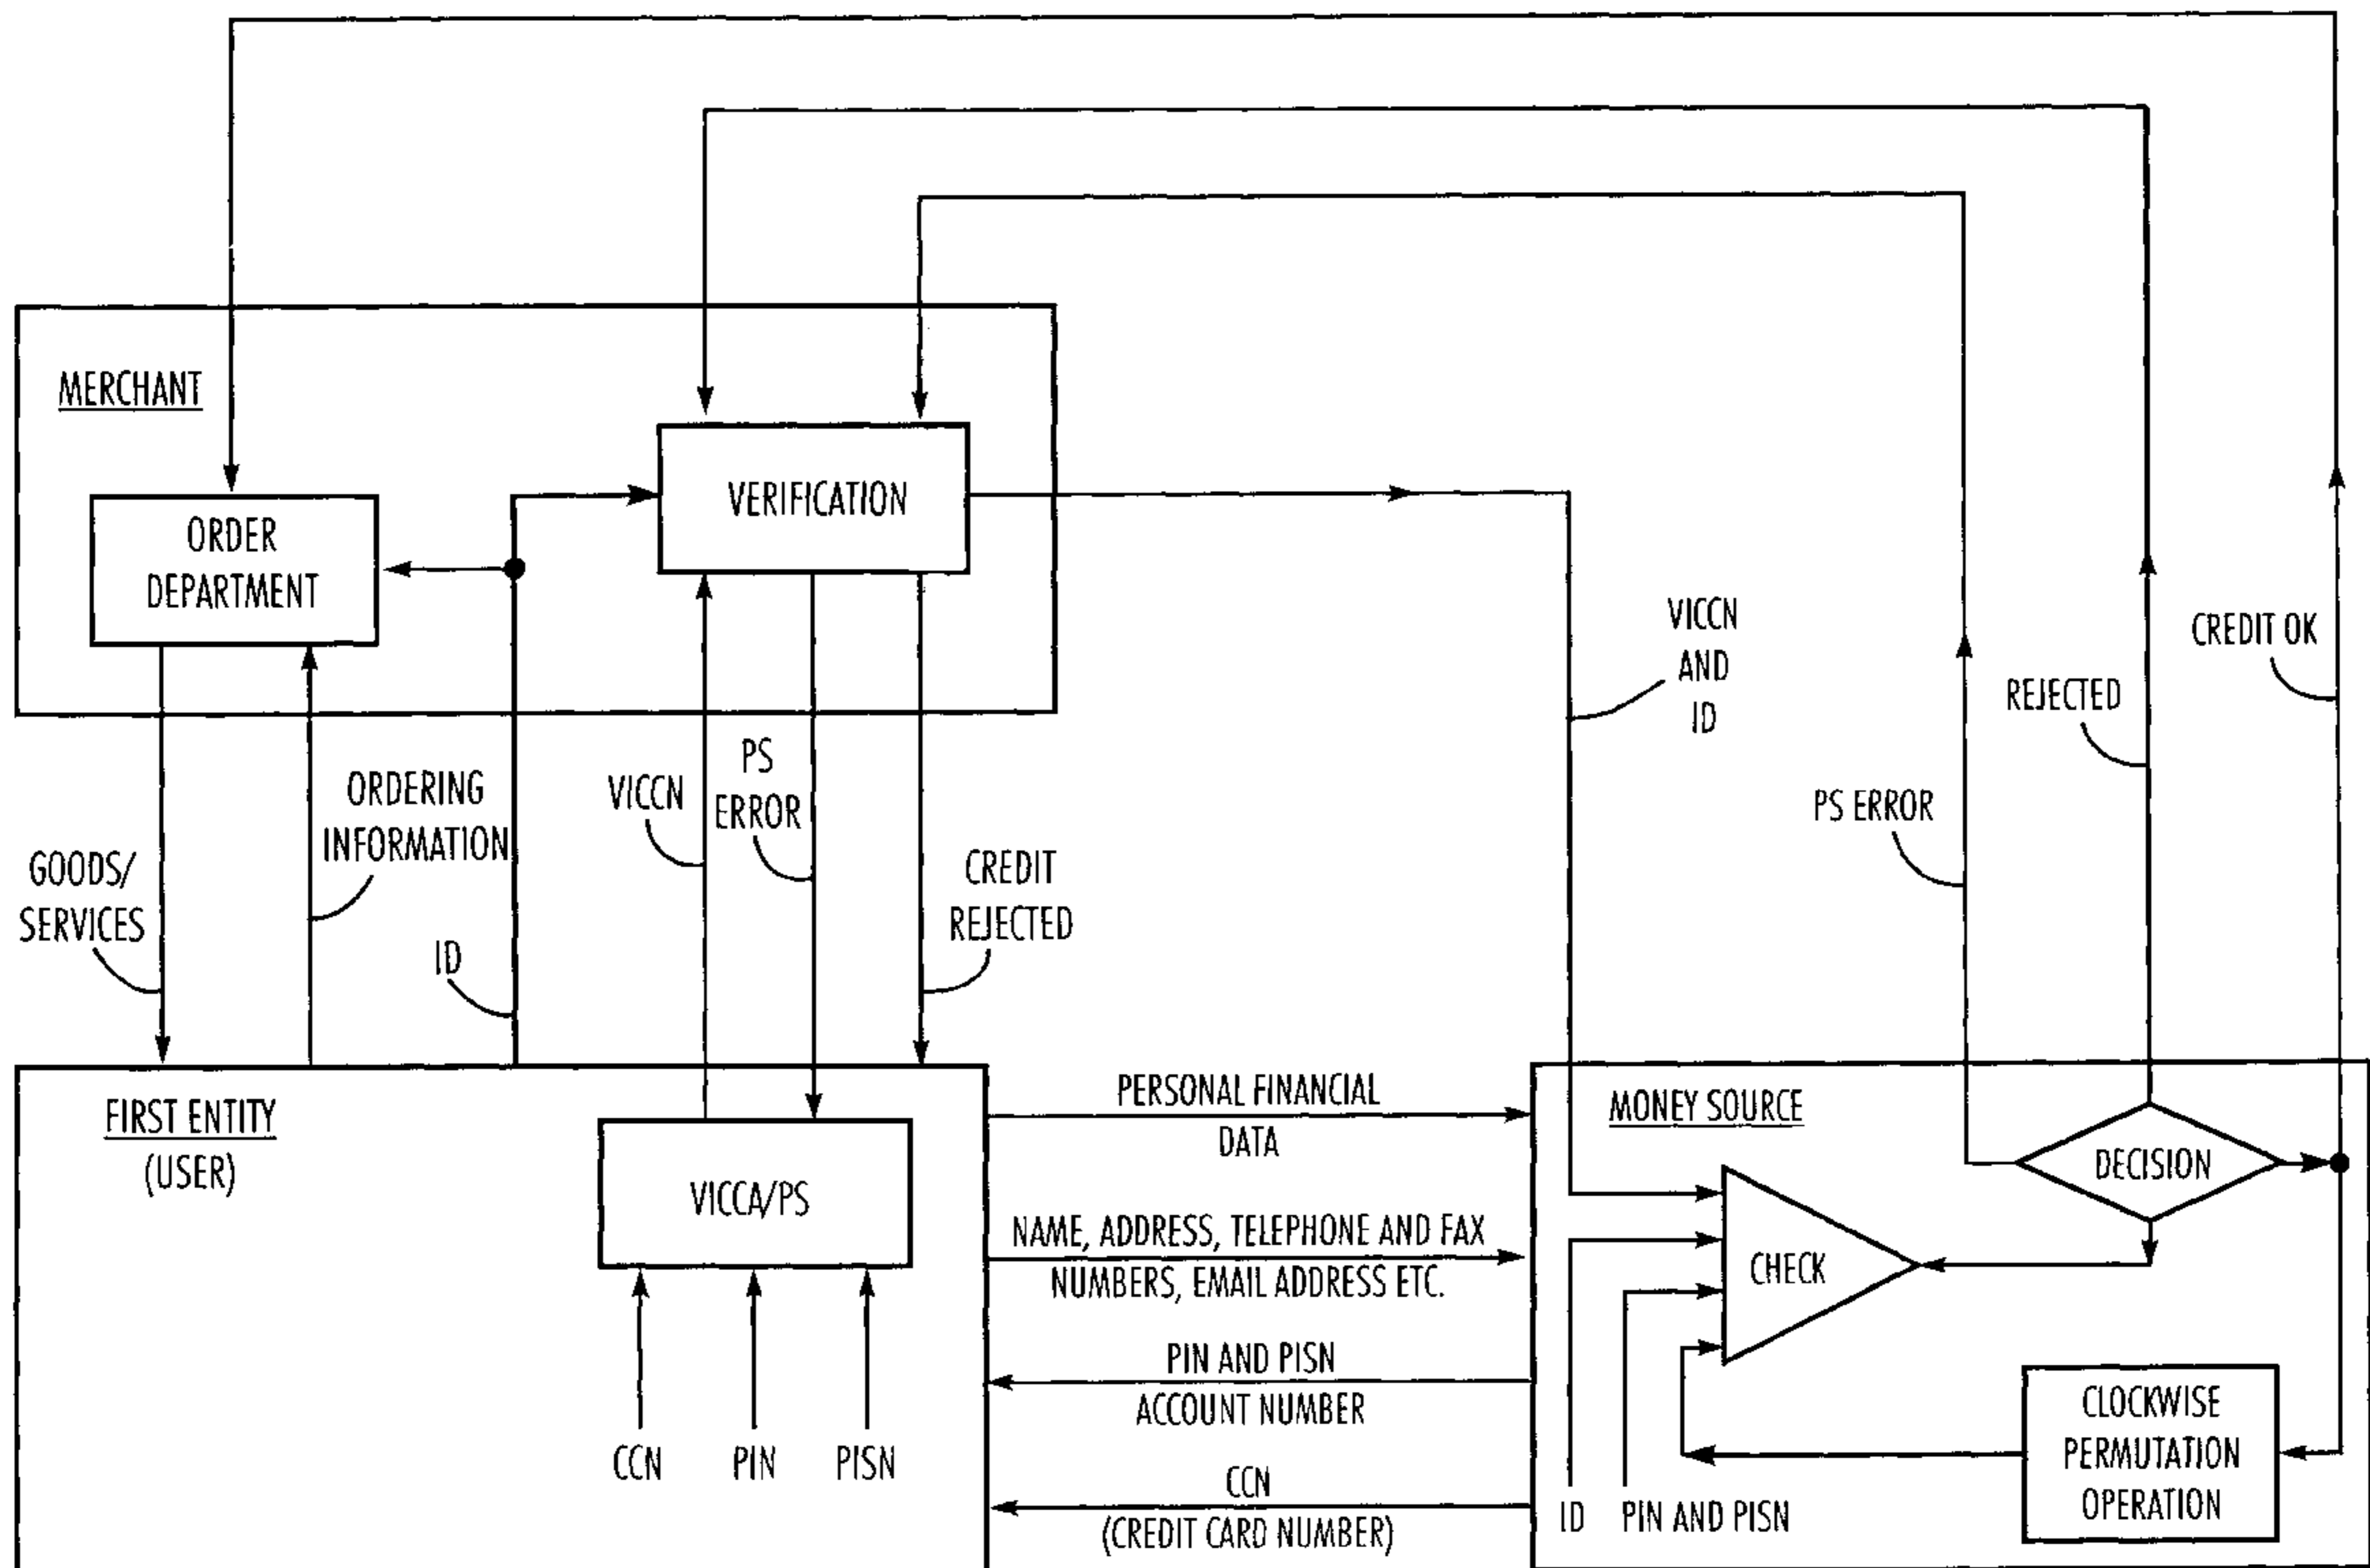 MERCHANT
ORDER
DEPARTMENT
VERIFICATION
VICCN
AND
ID
CREDIT OK
REJECTED
PS ERROR
GOODS/
SERVICES
ORDERING
INFORMATION
ID
VICCN
PS
ERROR
CREDIT
REJECTED
FIRST ENTITY
(USER)
VICCA/PS
CCN
PIN
PISN
PERSONAL FINANCIAL
DATA
NAME, ADDRESS, TELEPHONE AND FAX
NUMBERS, EMAIL ADDRESS ETC.
PIN AND PISN
ACCOUNT NUMBER
CCN
(CREDIT CARD NUMBER)
MONEY SOURCE
DECISION
CHECK
CLOCKWISE
PERMUTATION
OPERATION
ID
PIN AND PISN